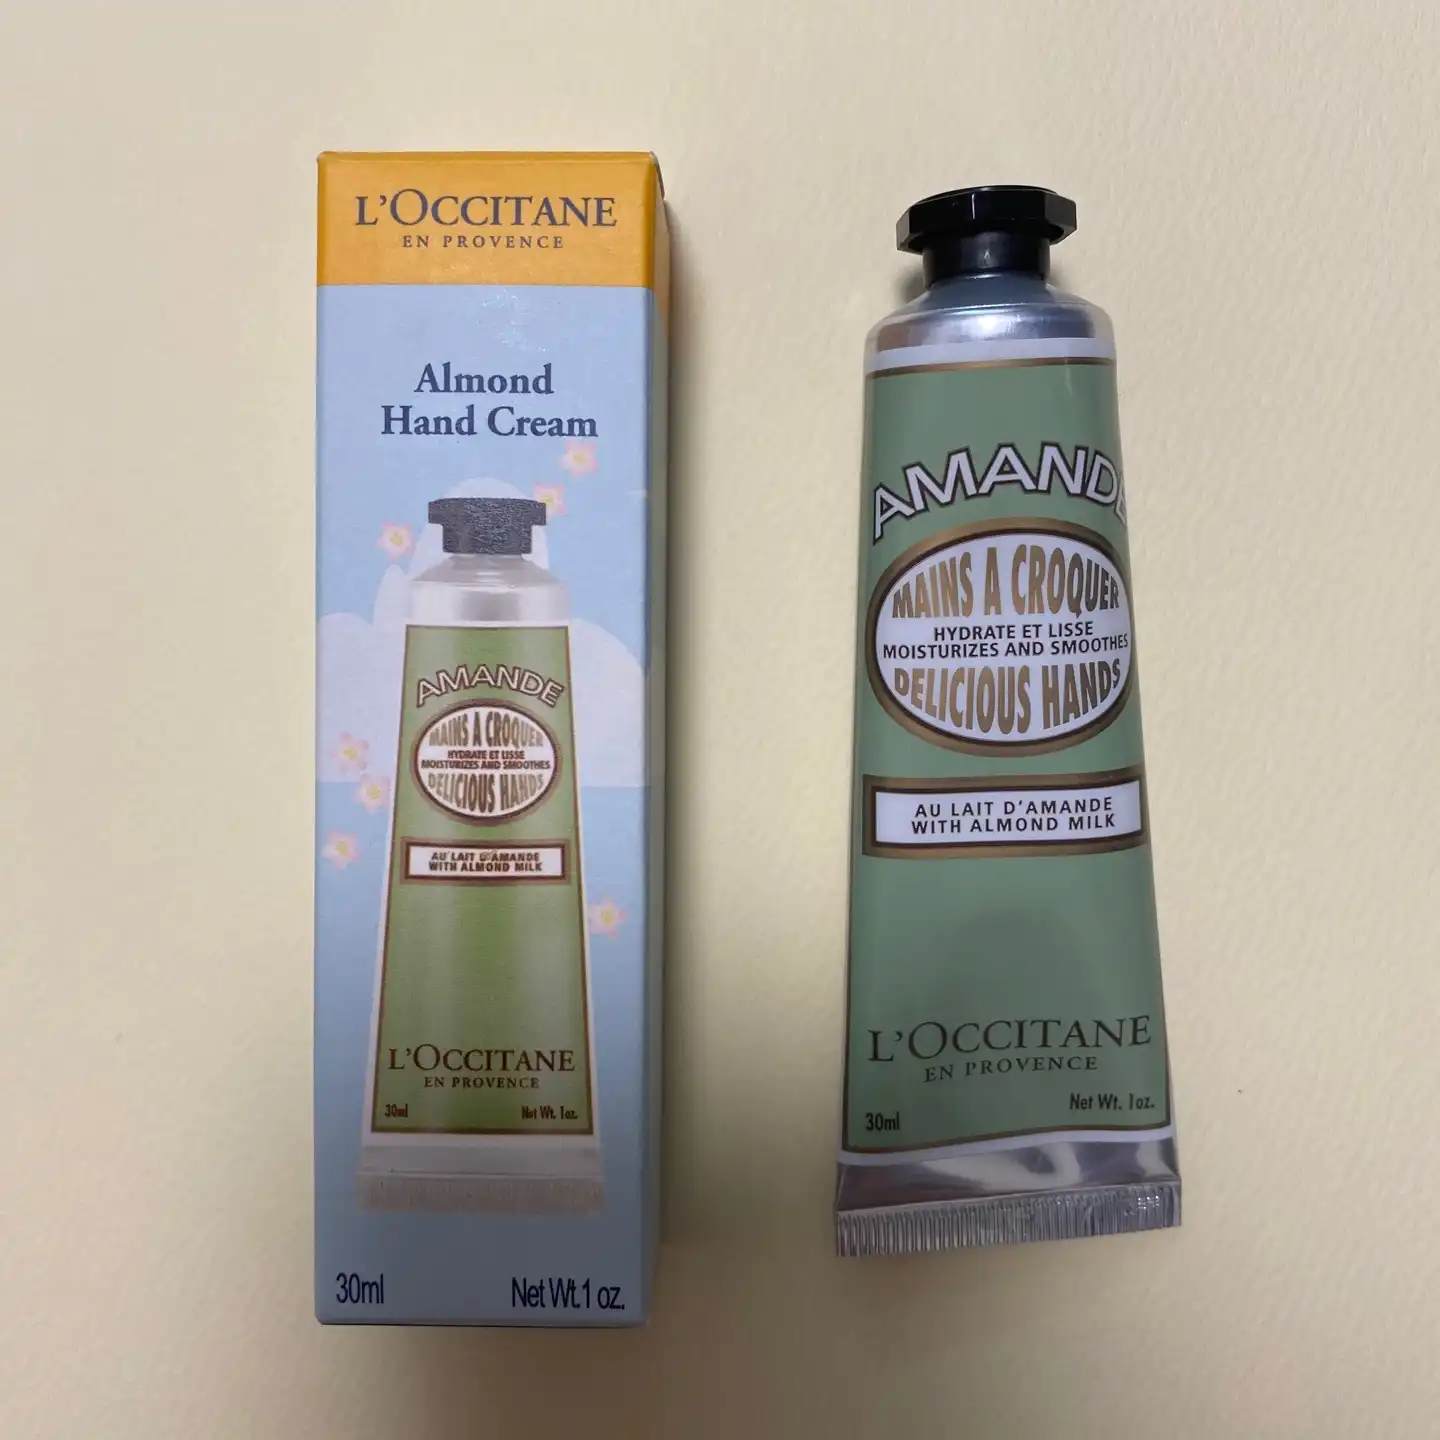 L'OCCITANE
EN PROVENCE
Almond
Hand Cream
AMANDE
MAINS A CROQUER
HYDRATE ET LISSE
MOISTURIZES AND SMOOTHES
DELICIOUS HANDS
AU LAIT D'AMANDE
WITH ALMOND MILK
L'OCCITANE
EN PROVENCE
30ml Net Wt. 1oz.
30ml Net Wt.1 oz.
AMANDE
MAINS A CROQUER
HYDRATE ET LISSE
MOISTURIZES AND SMOOTHES
DELICIOUS HANDS
AU LAIT D'AMANDE
WITH ALMOND MILK
L'OCCITANE
EN PROVENCE
30ml Net Wt. 1oz.